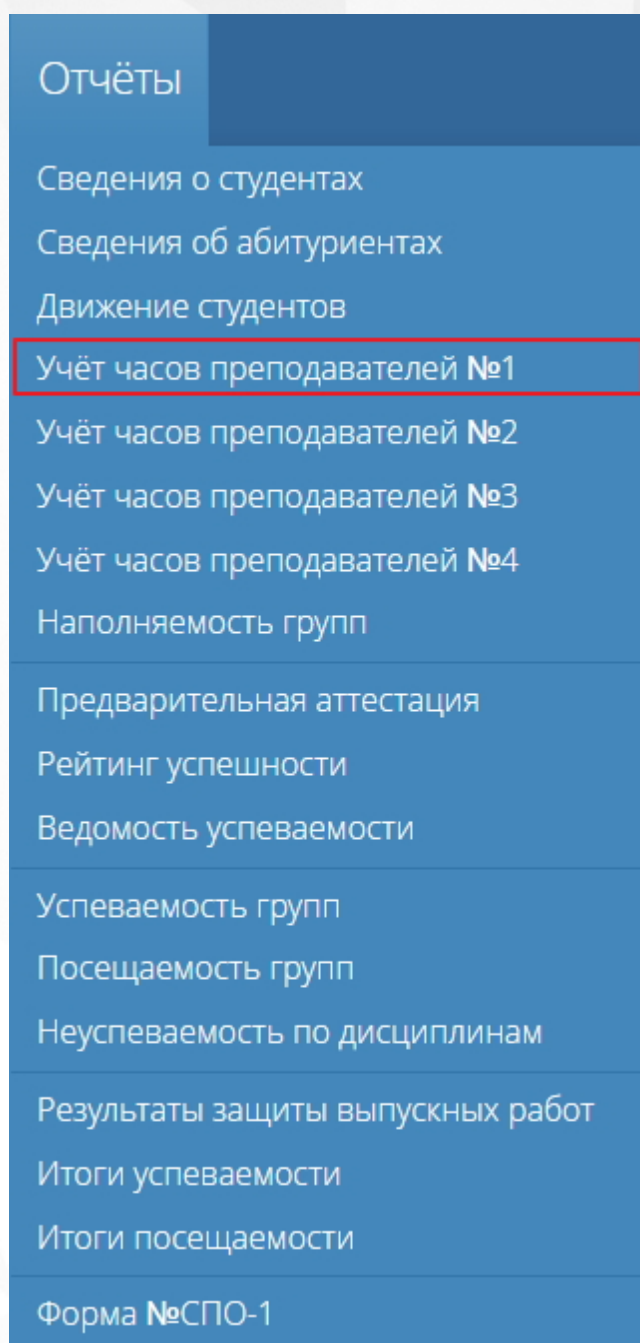 Отчёты
Сведения о студентах
Сведения об абитуриентах
Движение студентов
Учёт часов преподавателей №1
Учёт часов преподавателей №2
Учёт часов преподавателей №3
Учёт часов преподавателей №4
Наполняемость групп
Предварительная аттестация
Рейтинг успешности
Ведомость успеваемости
Успеваемость групп
Посещаемость групп
Неуспеваемость по дисциплинам
Результаты защиты выпускных работ
Итоги успеваемости
Итоги посещаемости
Форма №СПО-1